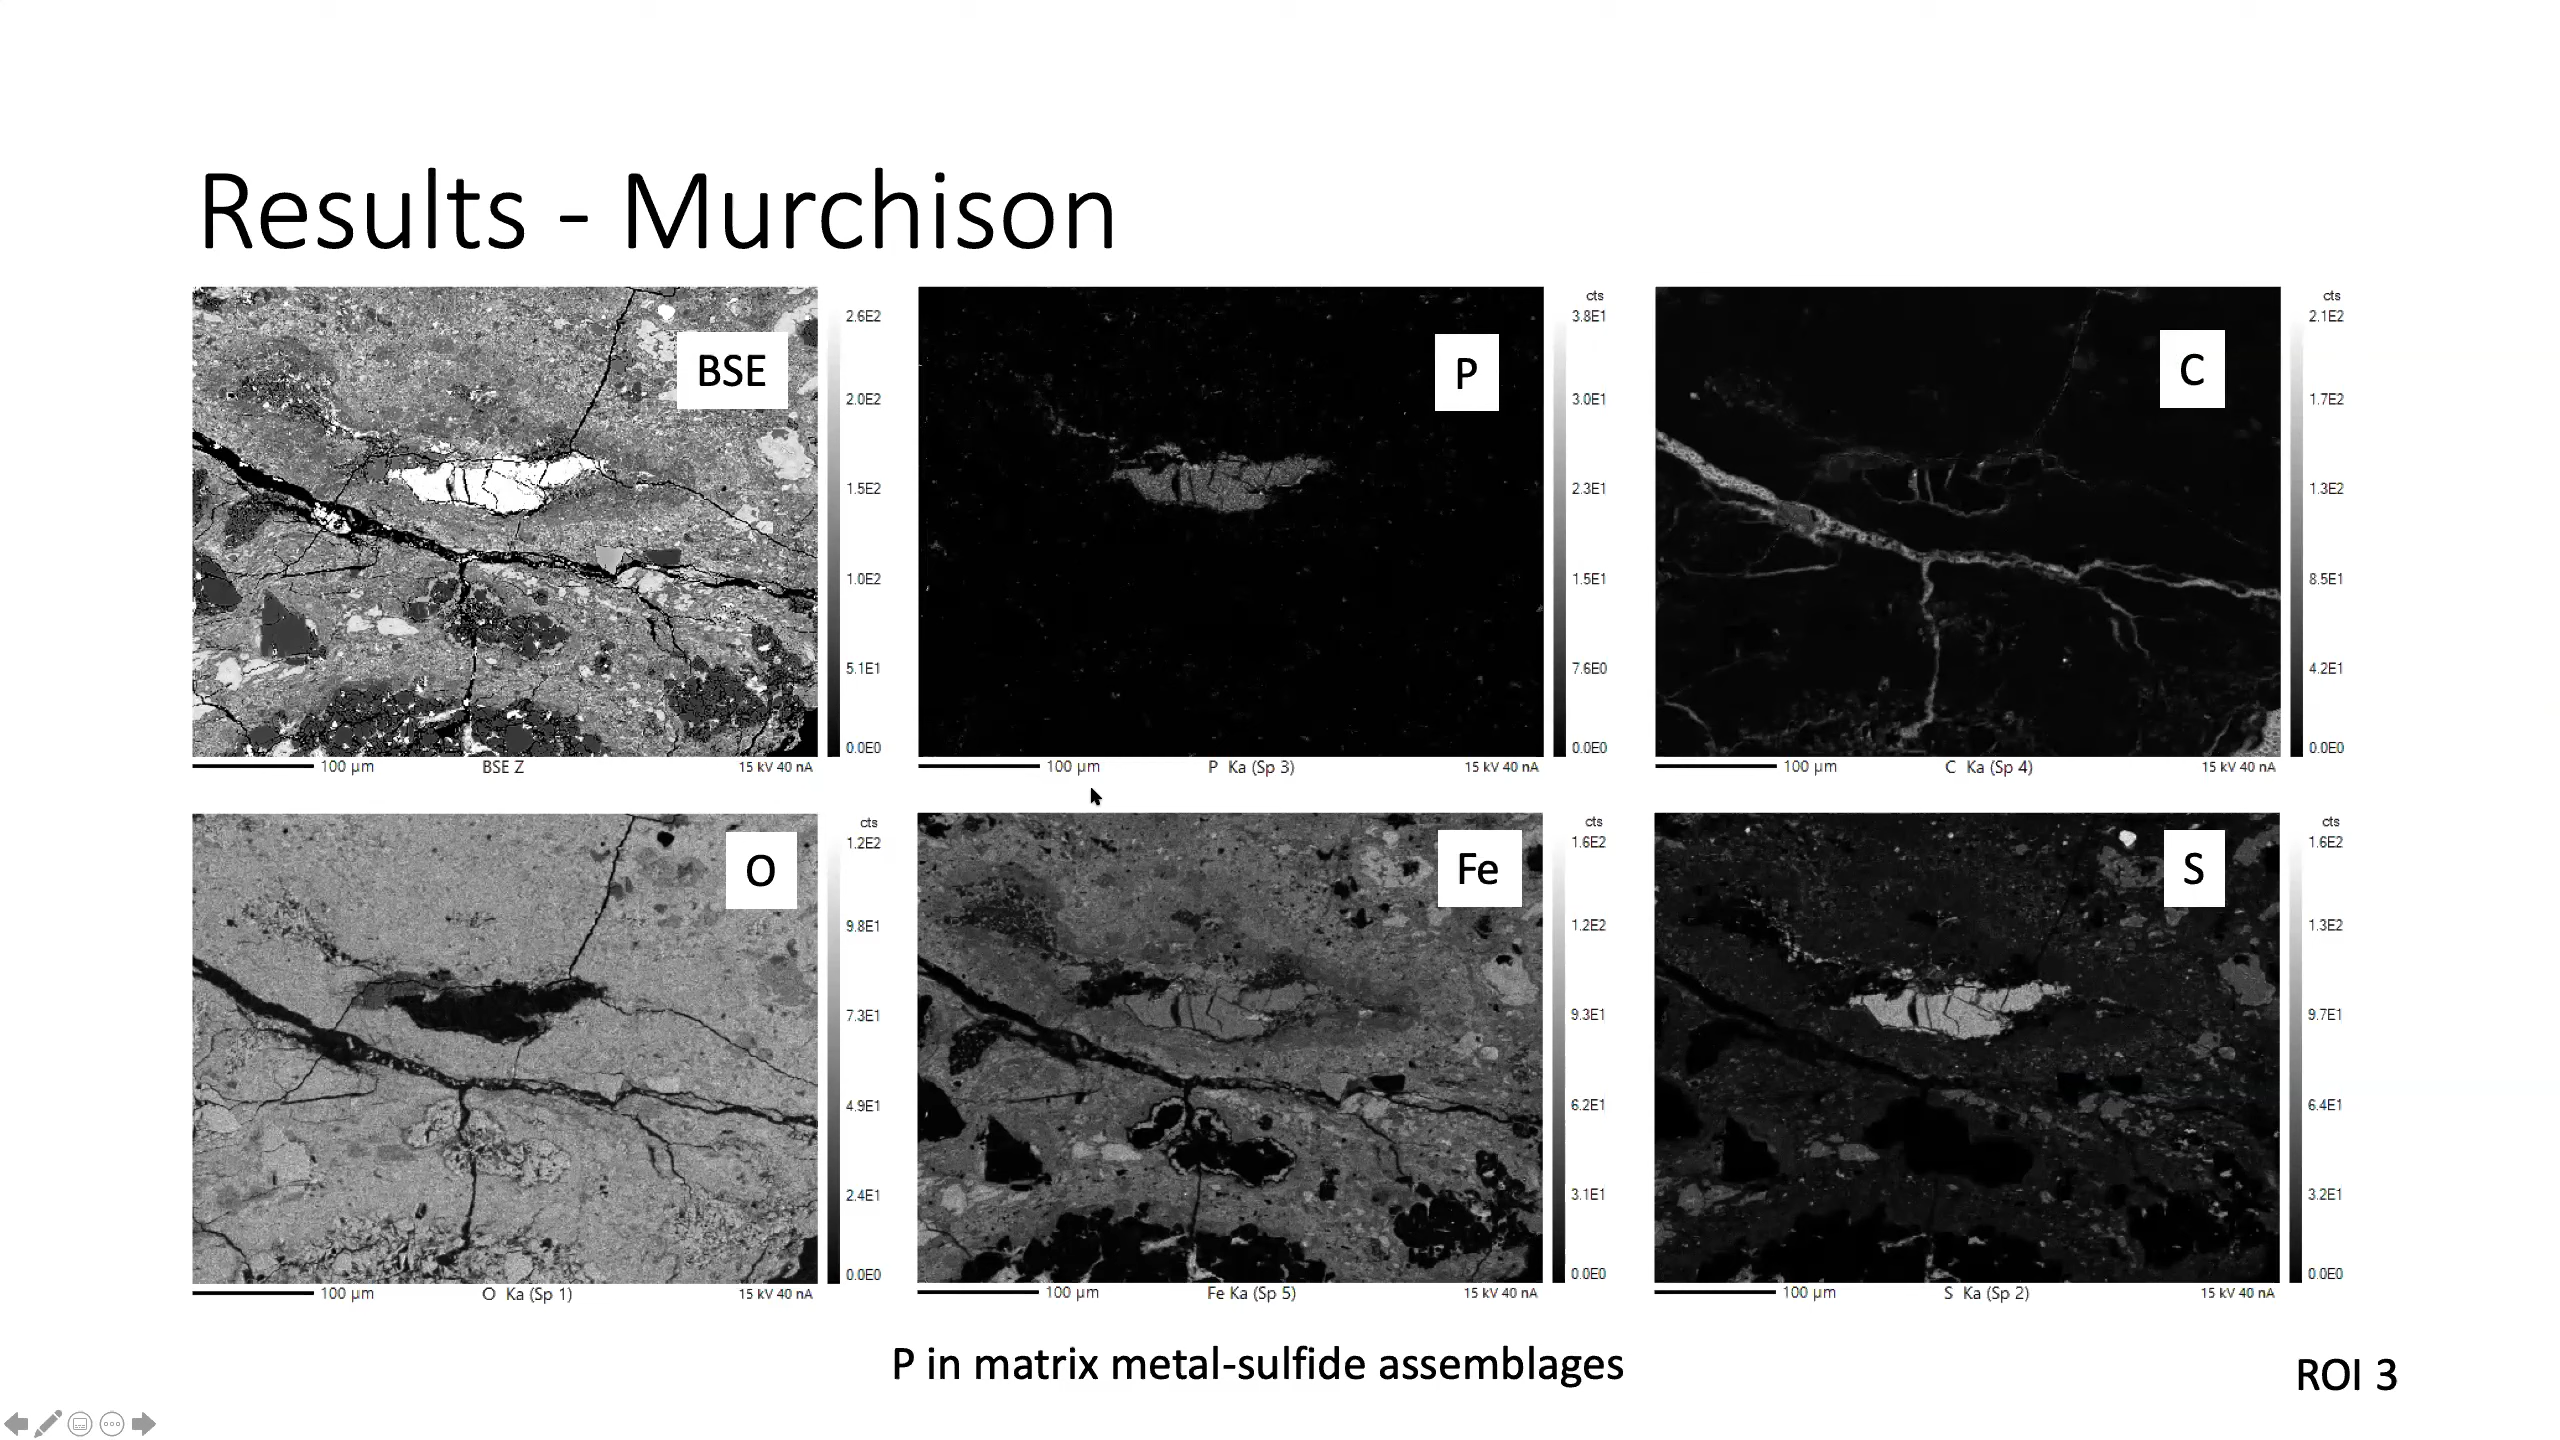 Results - Murchison
BSE
2.6E2
2.0E2
1.5E2
1.0E2
5.1E1
0.0E0
100 µm
BSE Z
15 kV 40 nA
P
cts
3.8E1
3.0E1
2.3E1
1.5E1
7.6E0
0.0E0
100 µm
P Ka (Sp 3)
15 kV 40 nA
C
cts
2.1E2
1.7E2
1.3E2
8.5E1
4.2E1
0.0E0
100 µm
C Ka (Sp 4)
15 kV 40 nA
O
cts
1.2E2
9.8E1
7.3E1
4.9E1
2.4E1
0.0E0
100 µm
O Ka (Sp 1)
15 kV 40 nA
Fe
cts
1.6E2
1.2E2
9.3E1
6.2E1
3.1E1
0.0E0
100 µm
Fe Ka (Sp 5)
15 kV 40 nA
S
cts
1.6E2
1.3E2
9.7E1
6.4E1
3.2E1
0.0E0
100 µm
S Ka (Sp 2)
15 kV 40 nA
P in matrix metal-sulfide assemblages
ROI 3